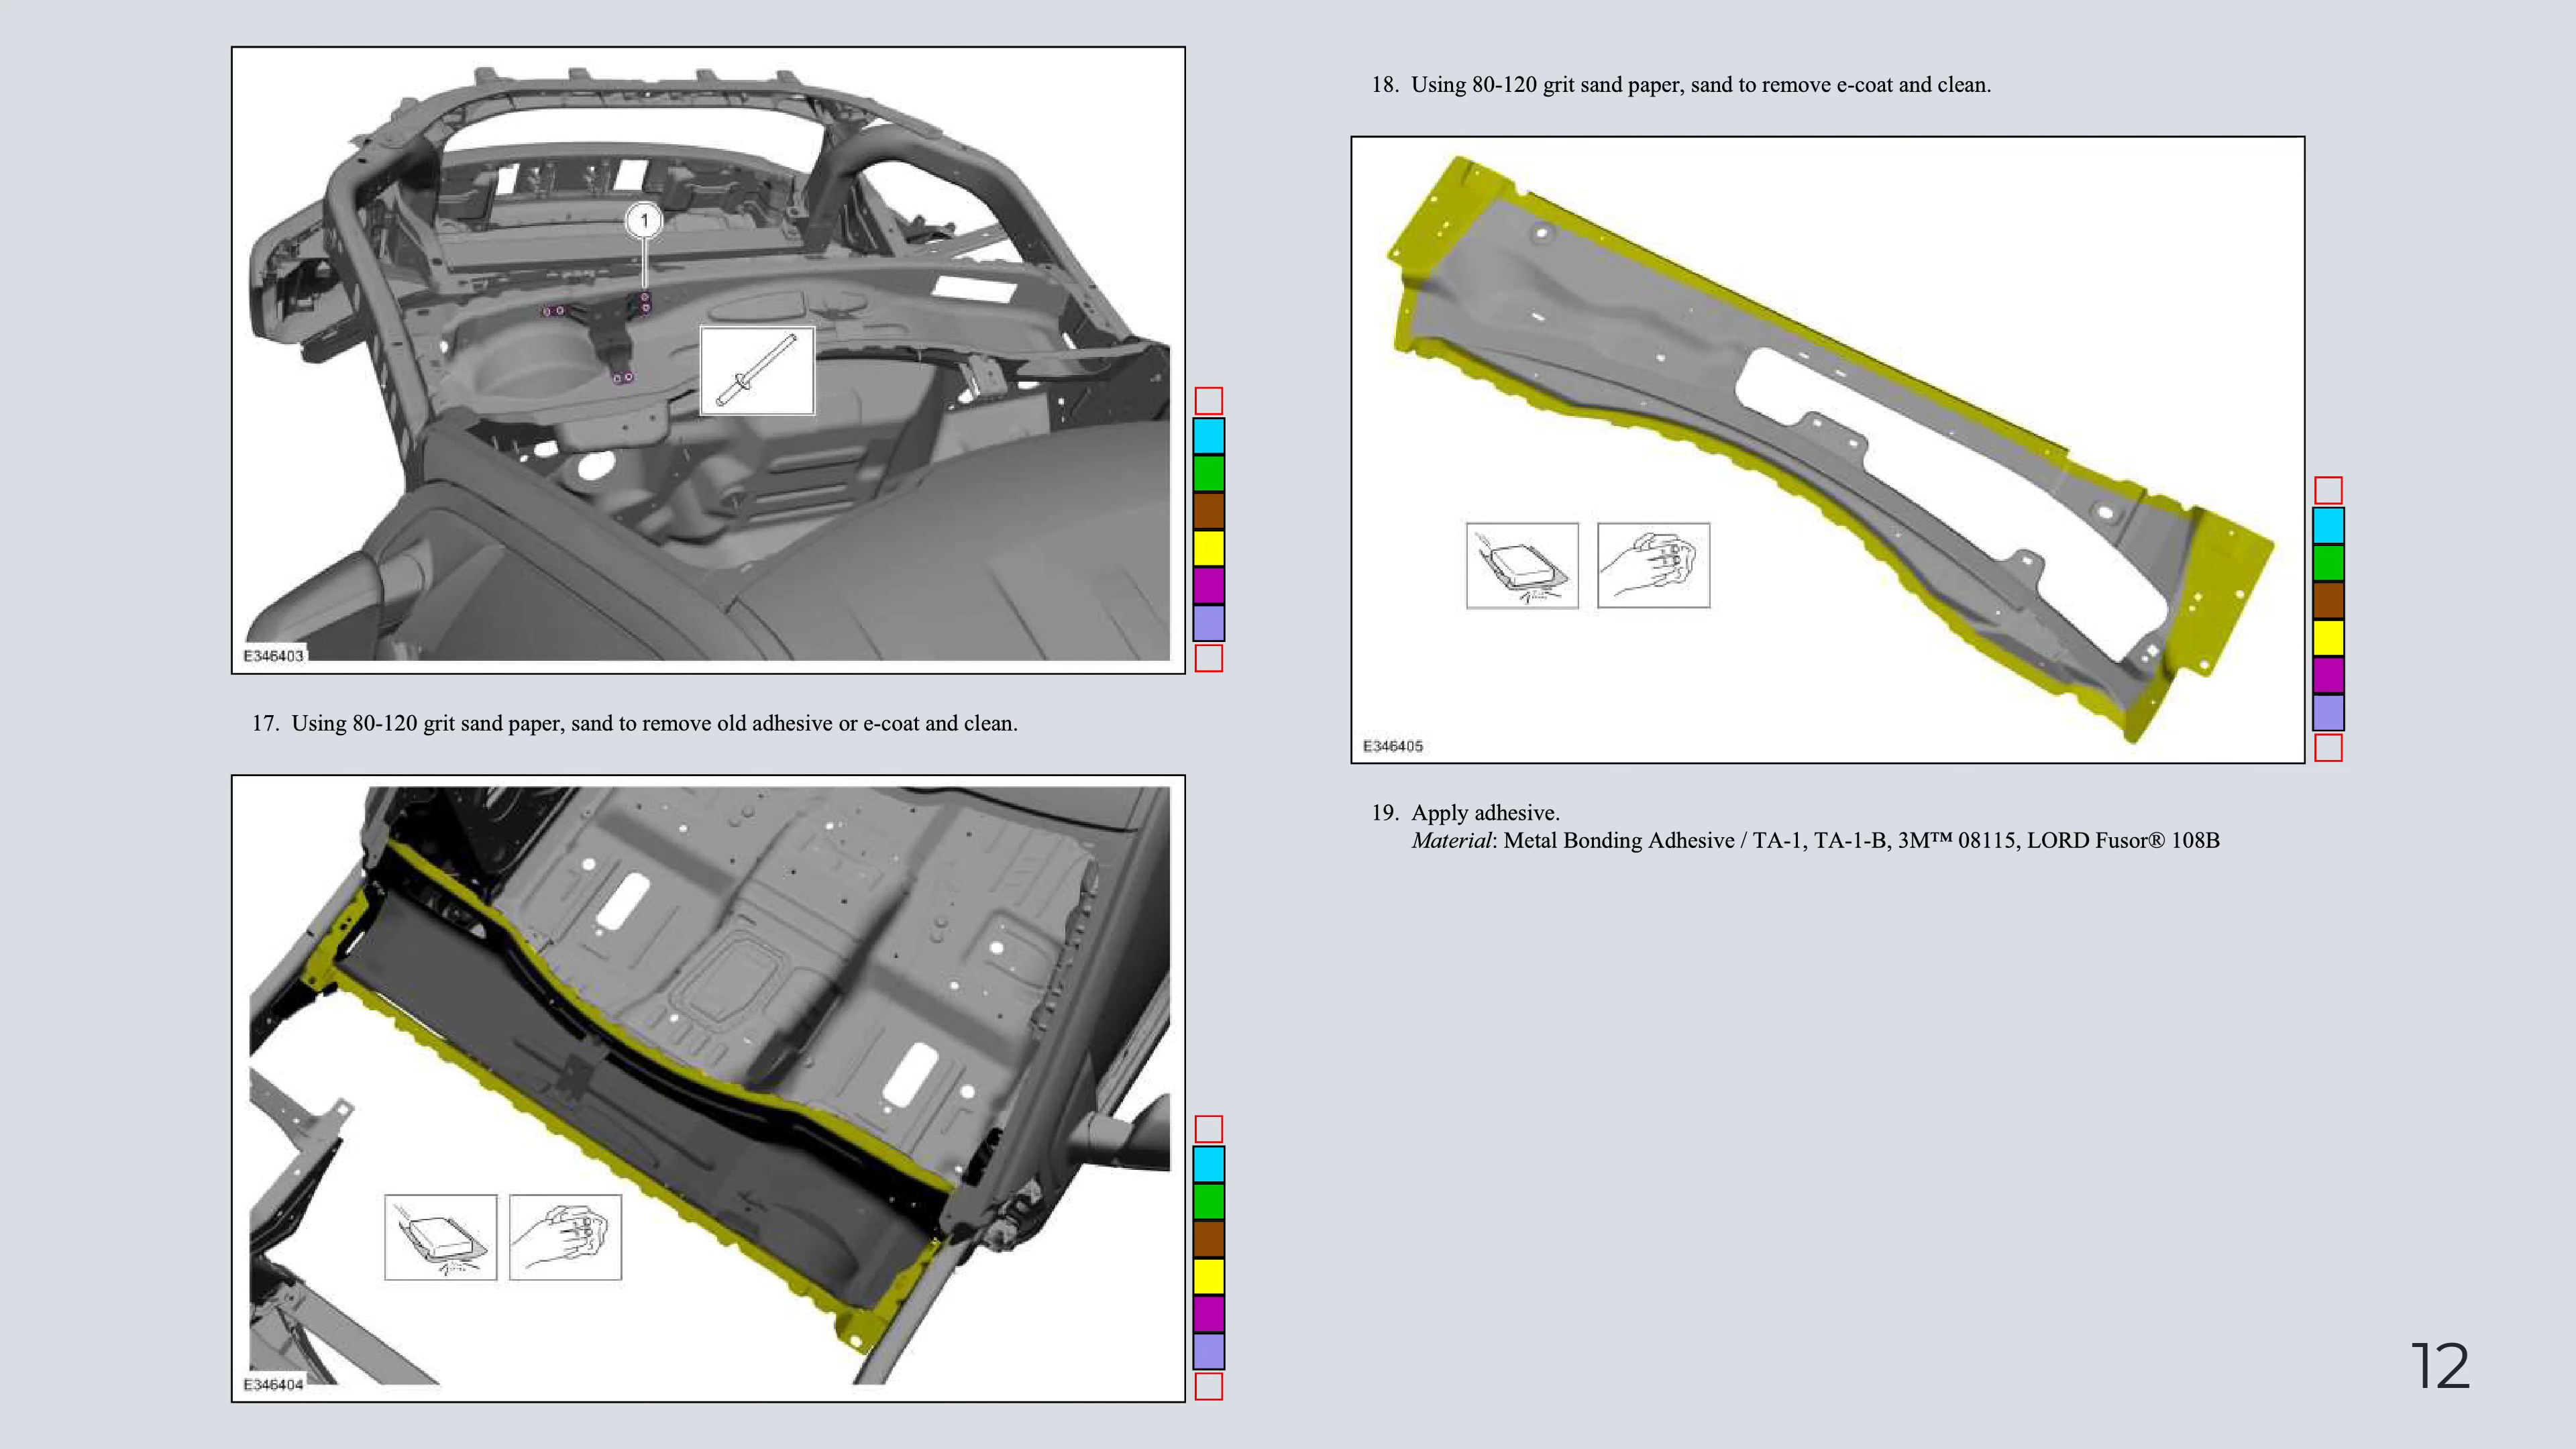 1
E346403
17. Using 80-120 grit sand paper, sand to remove old adhesive or e-coat and clean.
E346404
18. Using 80-120 grit sand paper, sand to remove e-coat and clean.
E346405
19. Apply adhesive.
Material: Metal Bonding Adhesive / TA-1, TA-1-B, 3M™ 08115, LORD Fusor® 108B
12